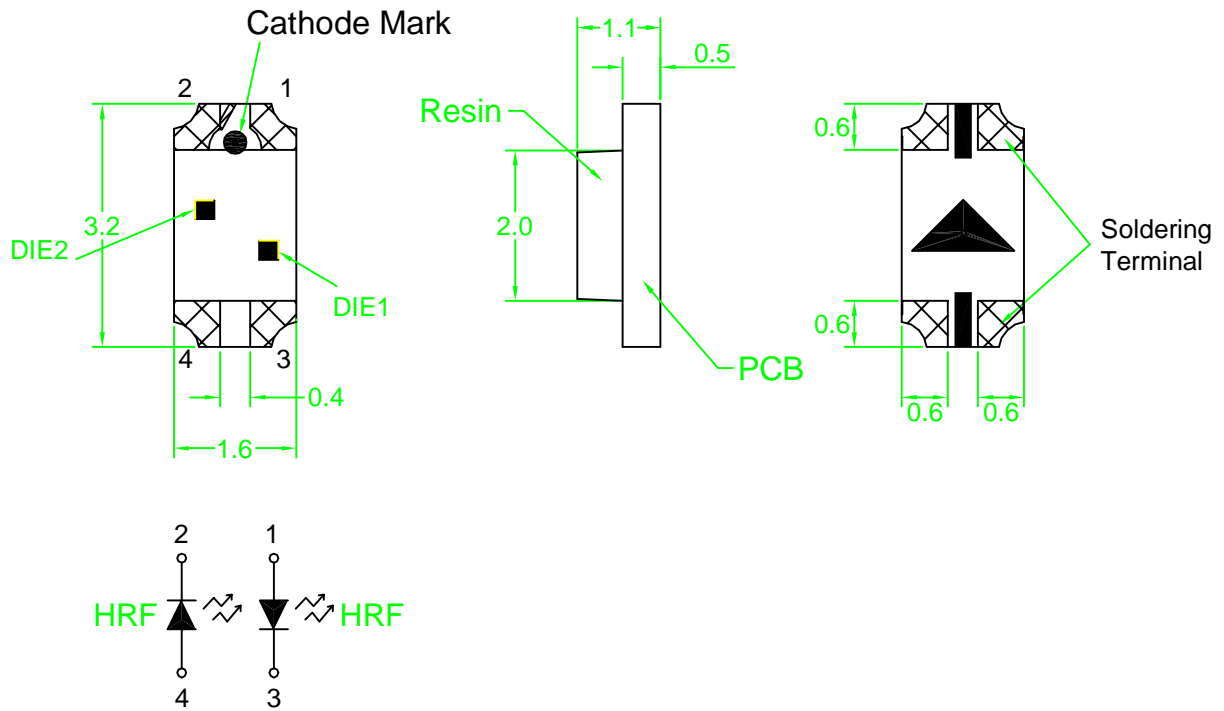 Cathode Mark
2
1
3.2
DIE2
DIE1
4
3
0.4
1.6
1.1
0.5
Resin
2.0
PCB
0.6
0.6
0.6
0.6
Soldering
Terminal
2
1
HRF
HRF
4
3